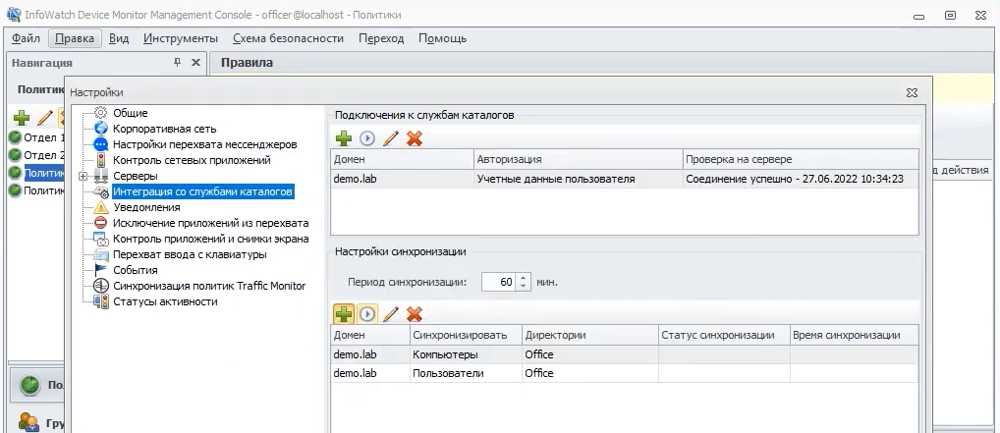 InfoWatch Device Monitor Management Console - officer@localhost - Политики
Файл Правка Вид Инструменты Схема безопасности Переход Помощь
Навигация
Правила
Настройки
Отдел 1
Отдел 2
Общие
Корпоративная сеть
Настройки перехвата мессенджеров
Контроль сетевых приложений
Серверы
Интеграция со службами каталогов
Уведомления
Исключение приложений из перехвата
Контроль приложений и снимки экрана
Перехват ввода с клавиатуры
События
Синхронизация политик Traffic Monitor
Статусы активности
Подключения к службам каталогов
Домен Авторизация Проверка на сервере
demo.lab Учетные данные пользователя Соединение успешно - 27.06.2022 10:34:23
Настройки синхронизации
Период синхронизации: 60 мин.
Домен Синхронизировать Директории Статус синхронизации Время синхронизации
demo.lab Компьютеры Office
demo.lab Пользователи Office
действия